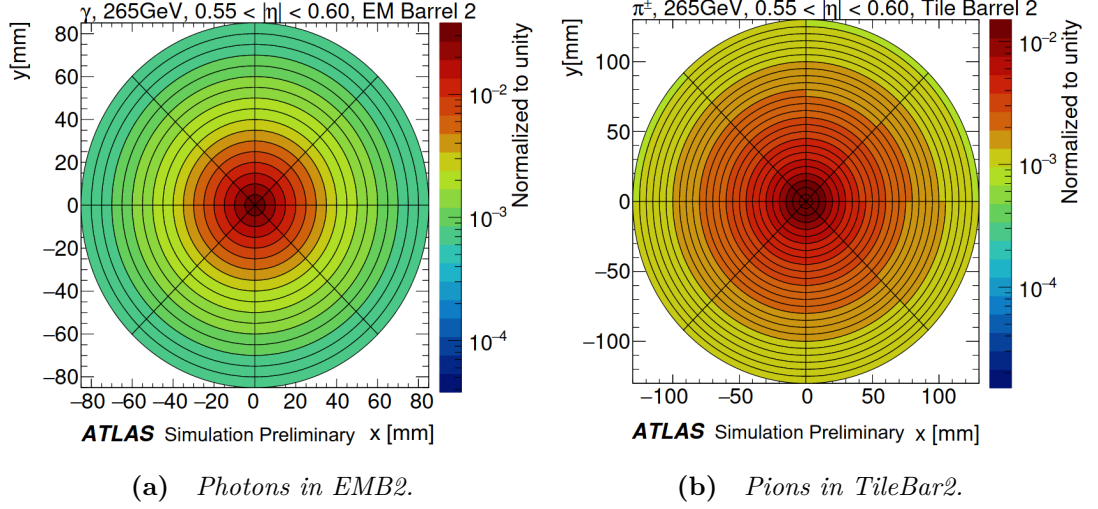 γ, 265GeV, 0.55 < |η| < 0.60, EM Barrel 2
y[mm]
80
60
40
20
0
−20
−40
−60
−80
−80 −60 −40 −20 0 20 40 60 80
ATLAS Simulation Preliminary x [mm]
10⁻²
10⁻³
10⁻⁴
Normalized to unity
(a) Photons in EMB2.
π±, 265GeV, 0.55 < |η| < 0.60, Tile Barrel 2
y[mm]
100
50
0
−50
−100
−100 −50 0 50 100
ATLAS Simulation Preliminary x [mm]
10⁻²
10⁻³
10⁻⁴
Normalized to unity
(b) Pions in TileBar2.